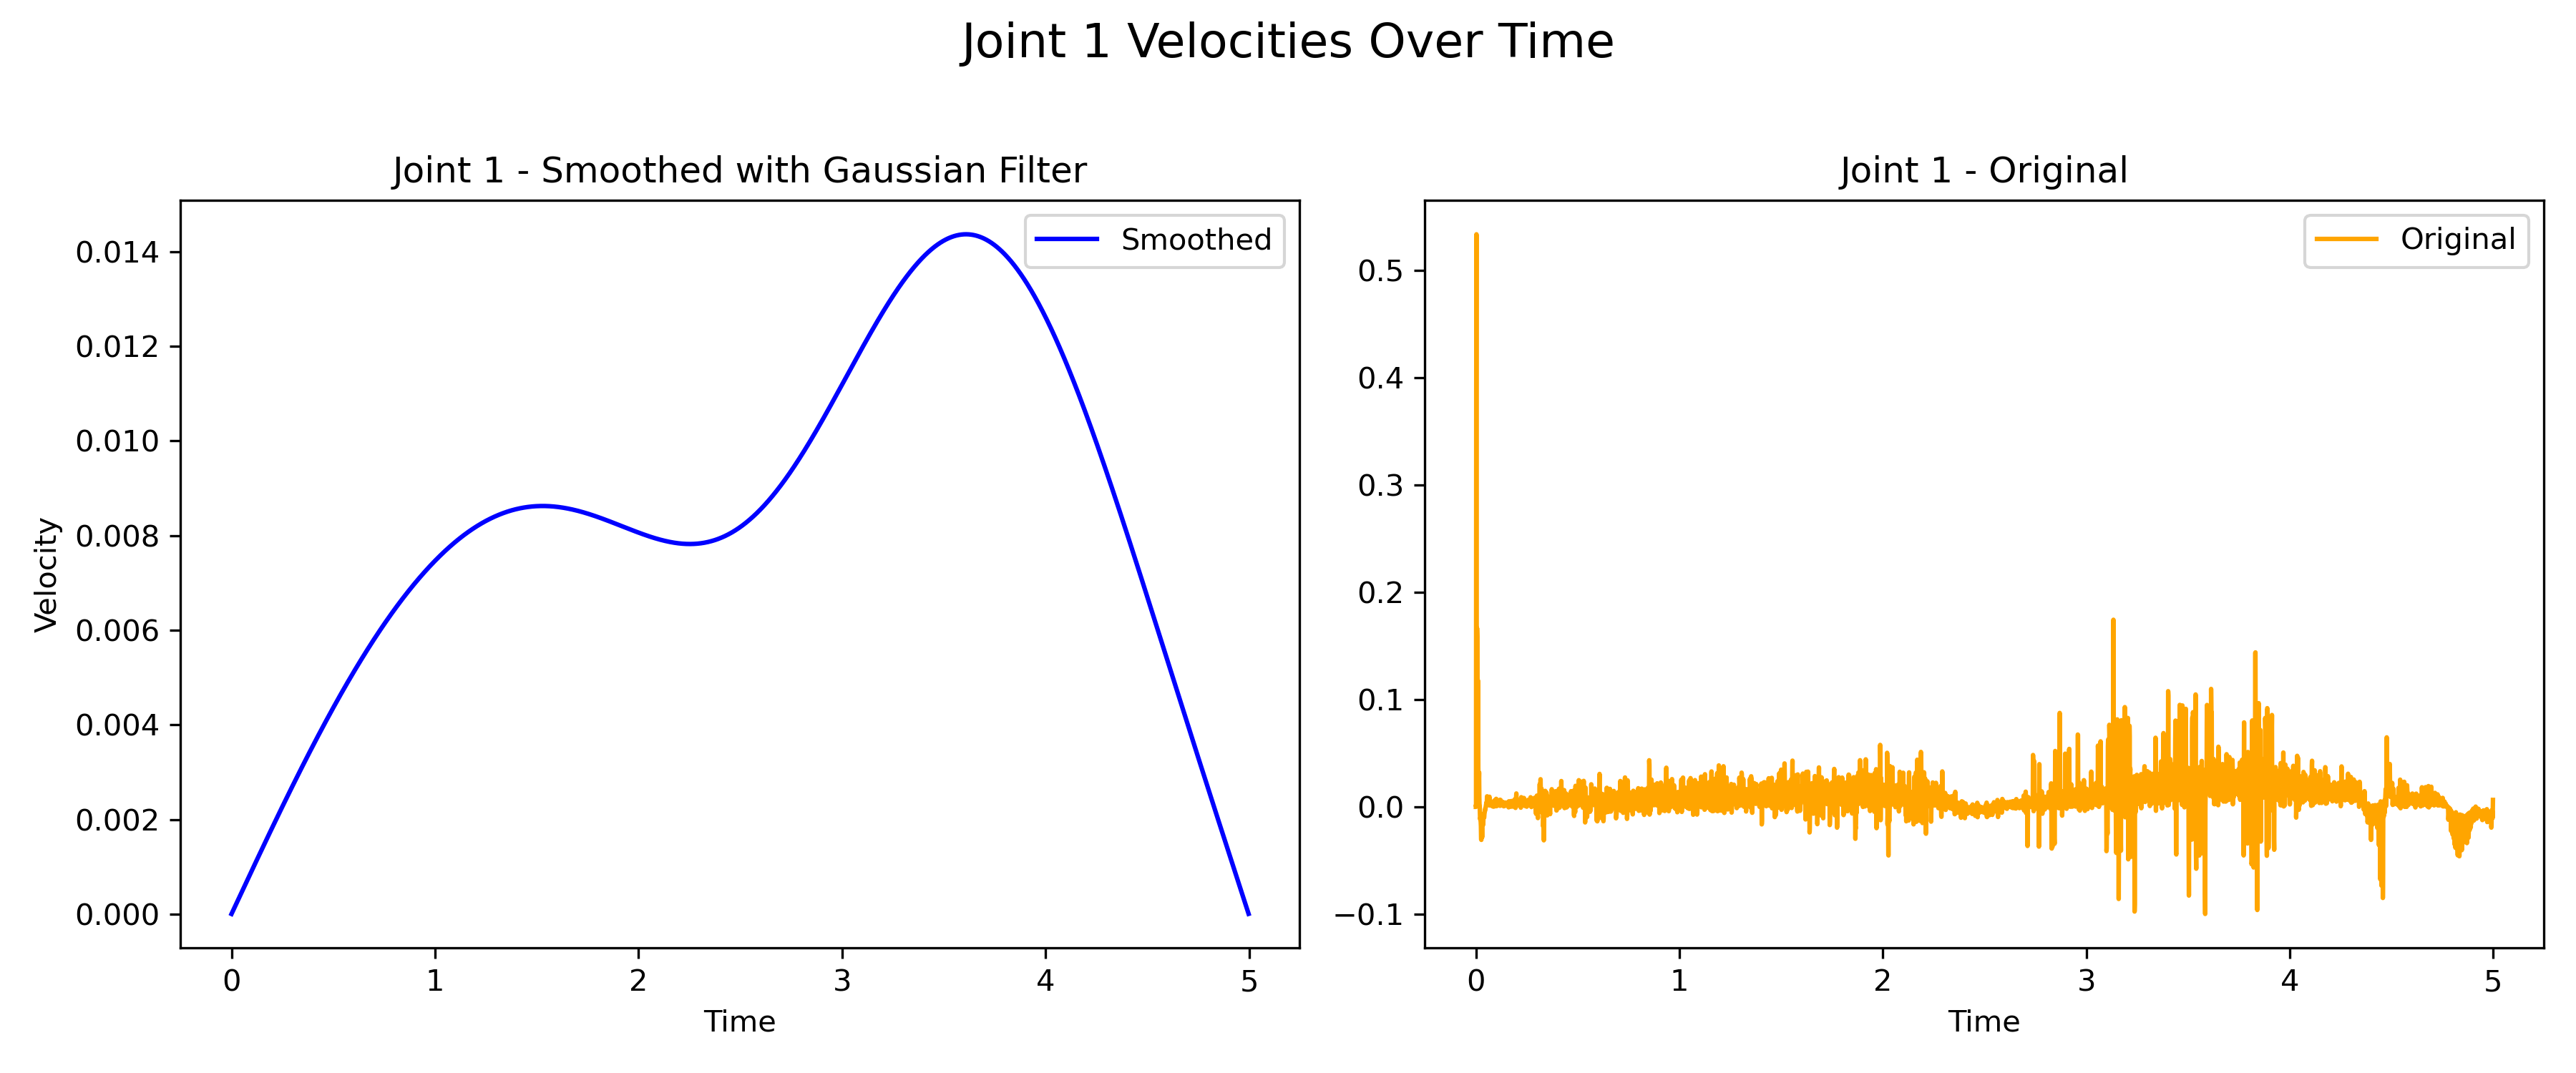 Joint 1 Velocities Over Time
Joint 1 - Smoothed with Gaussian Filter
Smoothed
0.014
0.012
0.010
0.008
0.006
0.004
0.002
0.000
Velocity
0 1 2 3 4 5
Time
Joint 1 - Original
Original
0.5
0.4
0.3
0.2
0.1
0.0
−0.1
0 1 2 3 4 5
Time